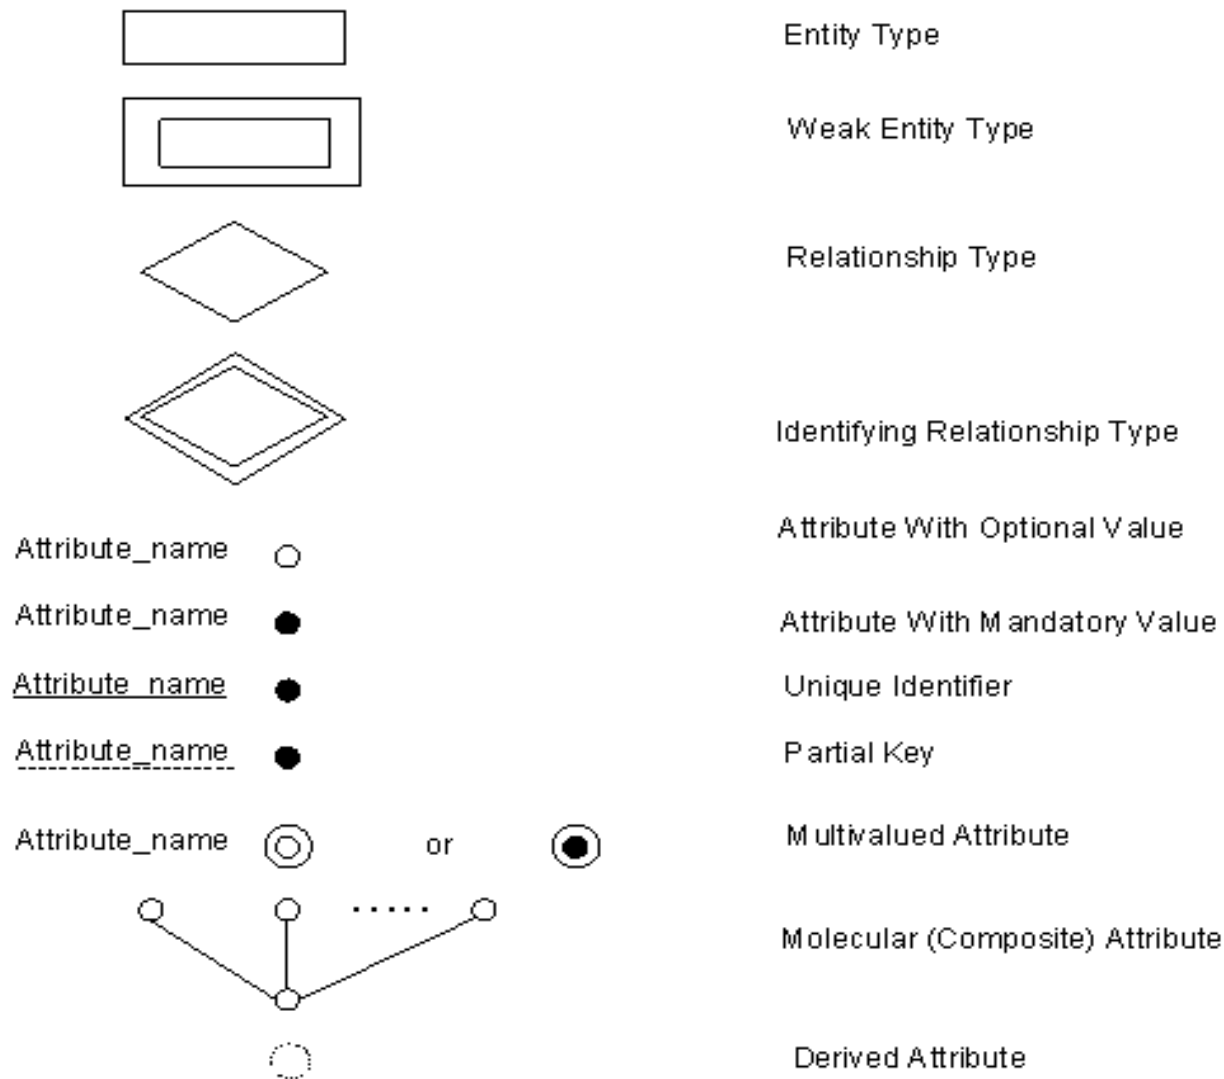 Entity Type
Weak Entity Type
Relationship Type
Identifying Relationship Type
Attribute_name Attribute With Optional Value
Attribute_name Attribute With Mandatory Value
Attribute_name Unique Identifier
Attribute_name Partial Key
Attribute_name or Multivalued Attribute
Molecular (Composite) Attribute
Derived Attribute